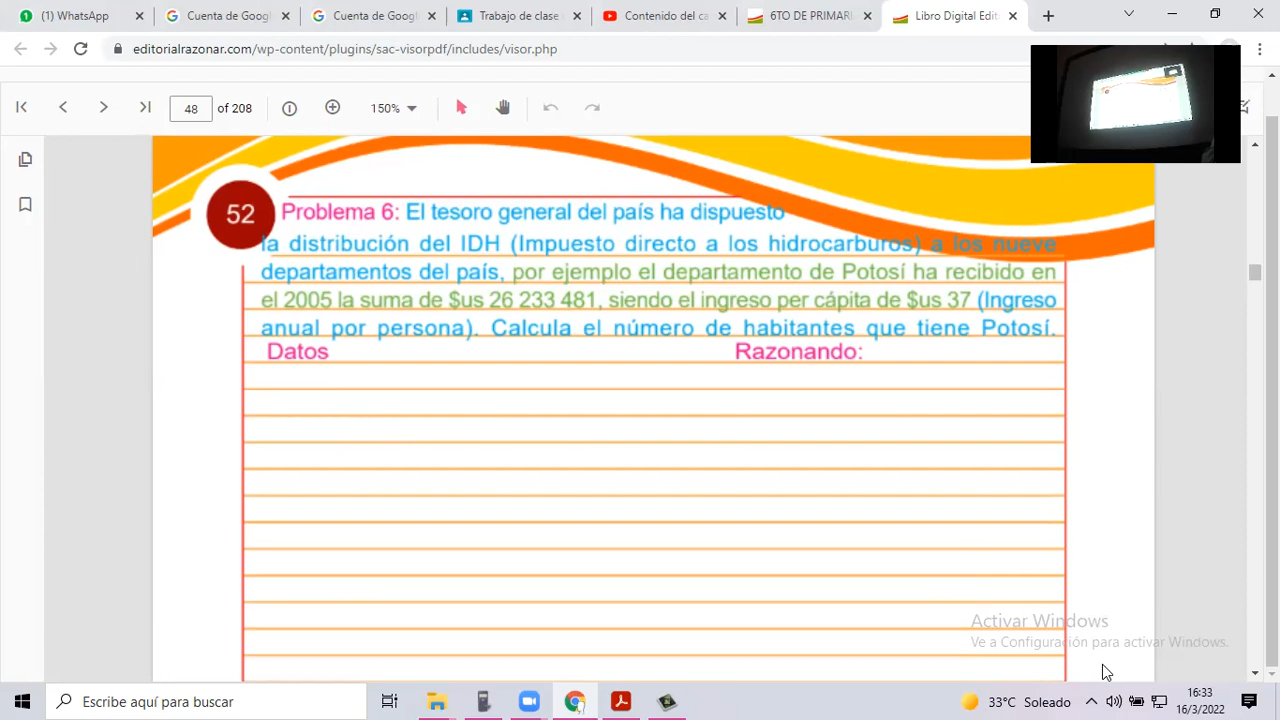 (1) WhatsApp
Cuenta de Googl
Cuenta de Googl
Trabajo de clase
Contenido del ca
6TO DE PRIMARI
Libro Digital Edit
editorialrazonar.com/wp-content/plugins/sac-visorpdf/includes/visor.php
48 of 208
150%
52
Problema 6: El tesoro general del país ha dispuesto
la distribución del IDH (Impuesto directo a los hidrocarburos) a los nueve
departamentos del país, por ejemplo el departamento de Potosí ha recibido en
el 2005 la suma de $us 26 233 481, siendo el ingreso per cápita de $us 37 (Ingreso
anual por persona). Calcula el número de habitantes que tiene Potosí.
Datos Razonando:
Activar Windows
Ve a Configuración para activar Windows.
Escribe aquí para buscar
33°C Soleado
16:33
16/3/2022